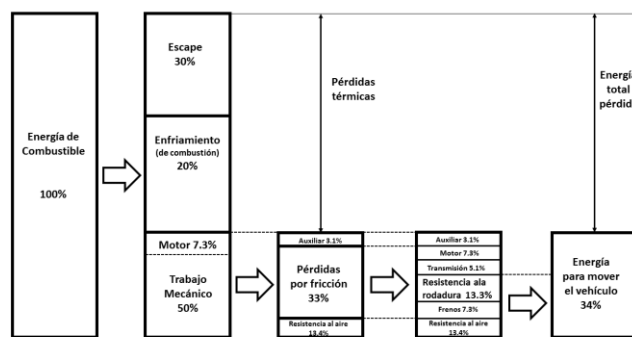 Energía de
Combustible
100%
Escape
30%
Enfriamiento
(de combustión)
20%
Motor 7.3%
Trabajo
Mecánico
50%
Pérdidas
térmicas
Auxiliar 3.1%
Pérdidas
por fricción
33%
Resistencia al aire
13.4%
Auxiliar 3.1%
Motor 7.3%
Transmisión 5.1%
Resistencia ala
rodadura 13.3%
Frenos 7.3%
Resistencia al aire
13.4%
Energí
total
pérdid
Energía
para mover
el vehículo
34%